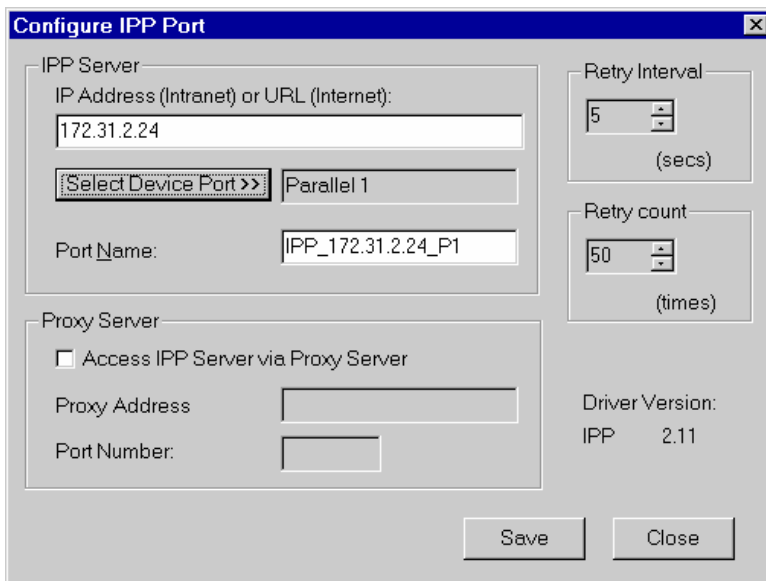 Configure IPP Port
IPP Server
IP Address (Intranet) or URL (Internet):
172.31.2.24
Select Device Port >> Parallel 1
Port Name: IPP_172.31.2.24_P1
Retry Interval
5
(secs)
Retry count
50
(times)
Proxy Server
Access IPP Server via Proxy Server
Proxy Address
Port Number:
Driver Version:
IPP 2.11
Save Close